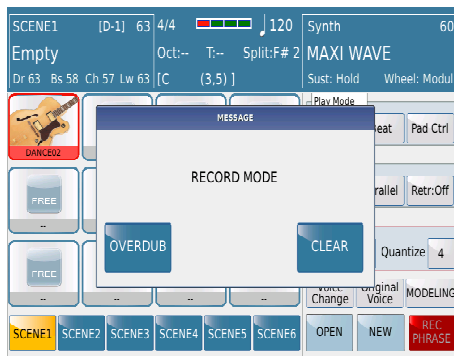 SCENE1 [D-1] 63 4/4 120 Synth 60
Empty Oct:-- T:-- Split:F# 2 MAXI WAVE
Dr 63 Bs 58 Ch 57 Lw 63 [C (3,5) ] Sust: Hold Wheel: Modul
Play Mode
MESSAGE
eat Pad Ctrl
DANCE02
RECORD MODE
rallel Retr:Off
FREE
--
OVERDUB CLEAR
Quantize 4
FREE
Voice Change Original Voice MODELING
-- -- -- -- -- --
SCENE1 SCENE2 SCENE3 SCENE4 SCENE5 SCENE6 OPEN NEW REC PHRASE